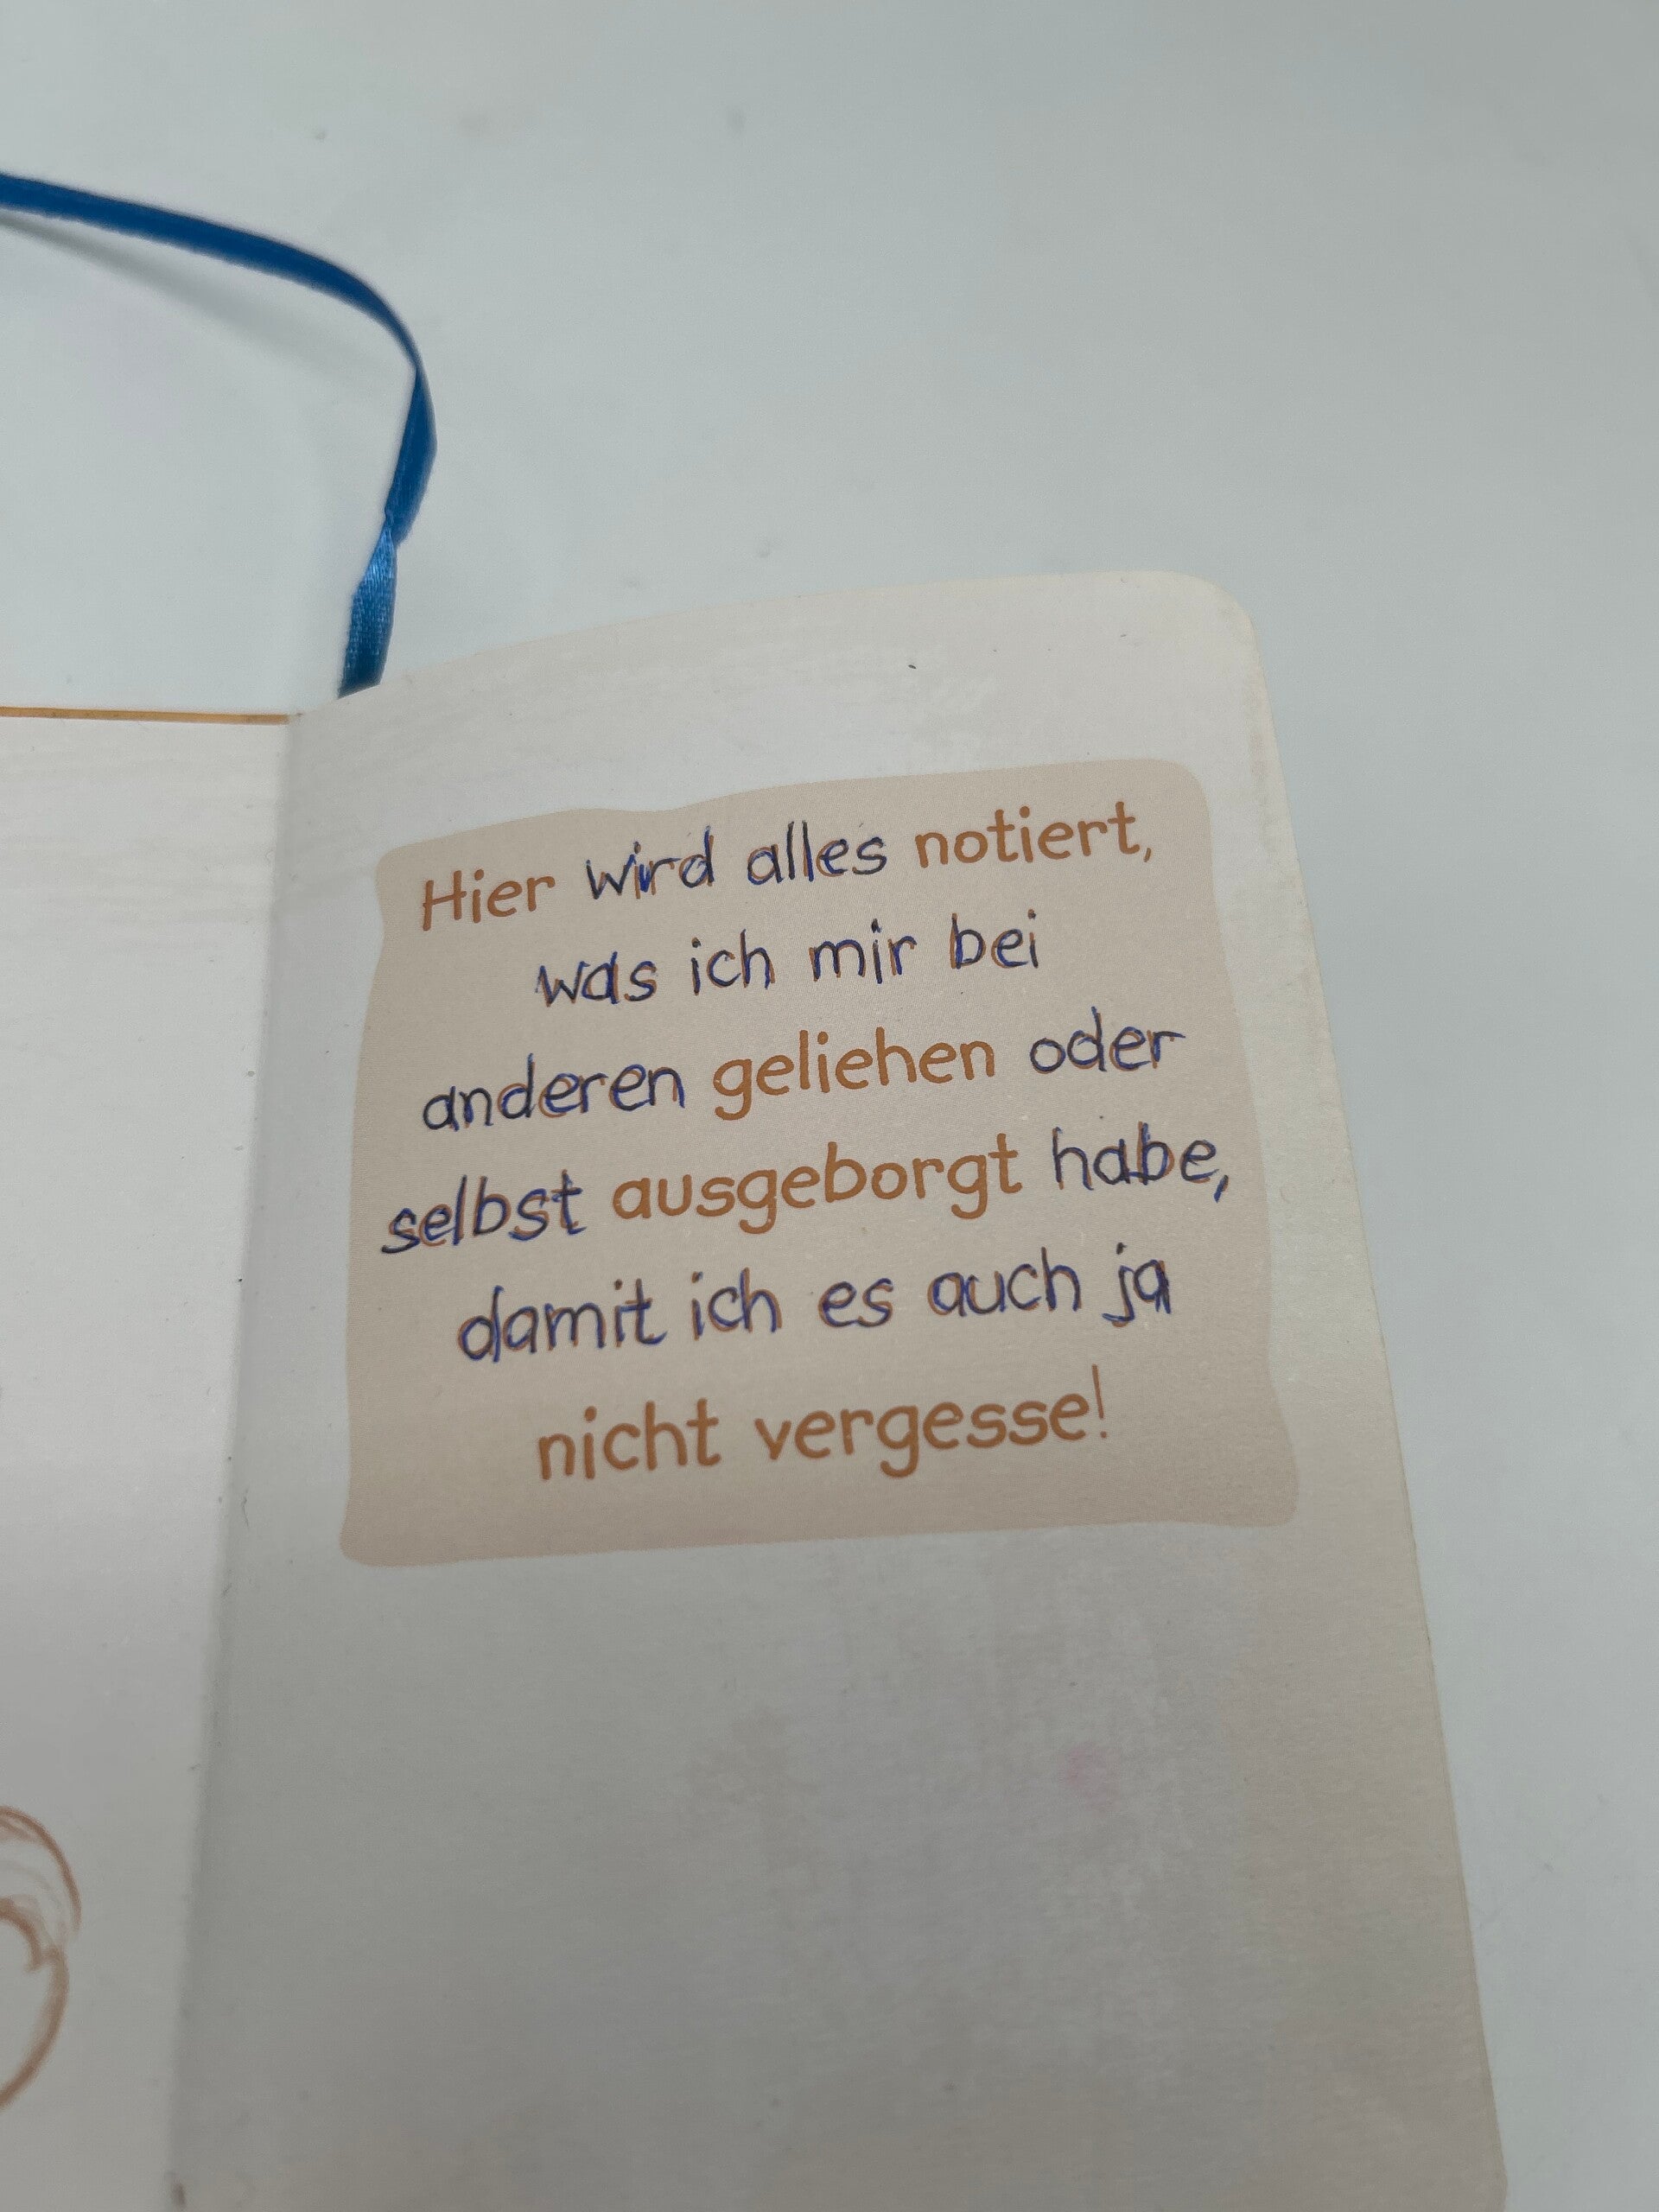 Hier wird alles notiert,
was ich mir bei
anderen geliehen oder
selbst ausgeborgt habe,
damit ich es auch ja
nicht vergesse!